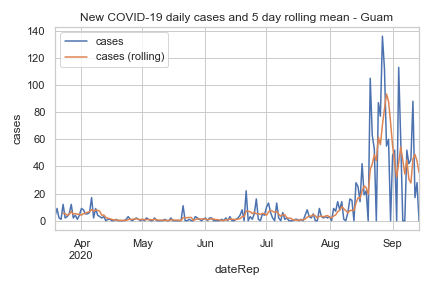 New COVID-19 daily cases and 5 day rolling mean - Guam
cases
cases (rolling)
140
120
100
80
60
40
20
0
cases
Apr
2020
May
Jun
Jul
Aug
Sep
dateRep